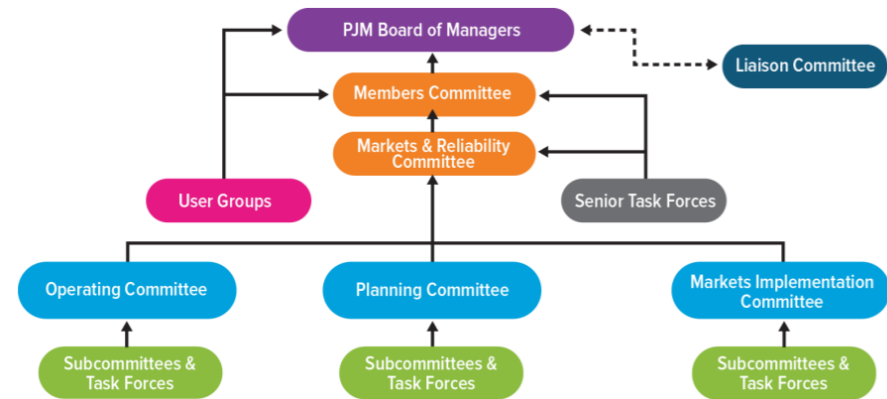 PJM Board of Managers
Liaison Committee
Members Committee
Markets & Reliability
Committee
User Groups
Senior Task Forces
Operating Committee
Planning Committee
Markets Implementation
Committee
Subcommittees &
Task Forces
Subcommittees &
Task Forces
Subcommittees &
Task Forces